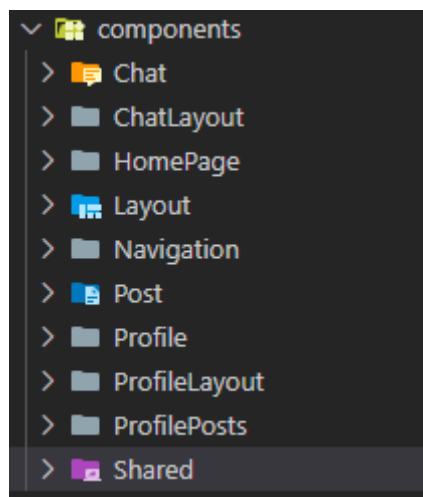 components
Chat
ChatLayout
HomePage
Layout
Navigation
Post
Profile
ProfileLayout
ProfilePosts
Shared